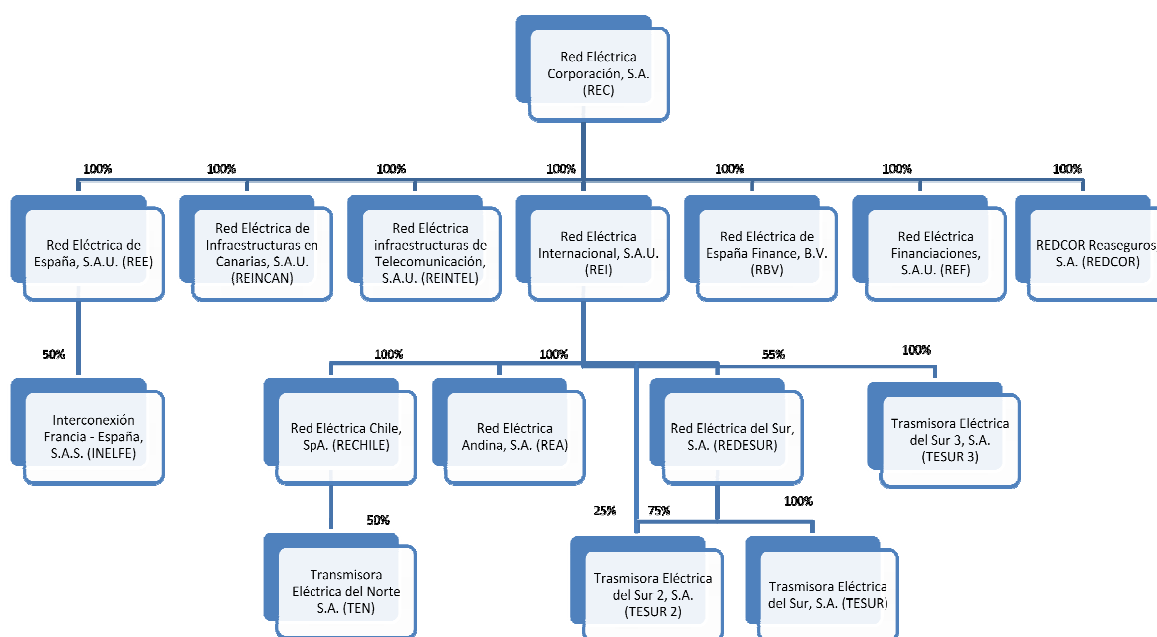 Red Eléctrica
Corporación, S.A.
(REC)
100%
100%
100%
100%
100%
100%
Red Eléctrica de
España, S.A.U. (REE)
Red Eléctrica de
Infraestructuras en
Canarias, S.A.U.
(REINCAN)
Red Eléctrica
infraestructuras de
Telecomunicación,
S.A.U. (REINTEL)
Red Eléctrica
Internacional, S.A.U.
(REI)
Red Eléctrica de
España Finance, B.V.
(RBV)
Red Eléctrica
Financiaciones,
S.A.U. (REF)
REDCOR Reaseguros
S.A. (REDCOR)
50%
100%
100%
55%
100%
Interconexión
Francia - España,
S.A.S. (INELFE)
Red Eléctrica Chile,
SpA. (RECHILE)
Red Eléctrica
Andina, S.A. (REA)
Red Eléctrica del Sur,
S.A. (REDESUR)
Trasmisora Eléctrica
del Sur 3, S.A.
(TESUR 3)
50%
25%
75%
100%
Transmisora
Eléctrica del Norte
S.A. (TEN)
Trasmisora Eléctrica
del Sur 2, S.A.
(TESUR 2)
Trasmisora Eléctrica
del Sur, S.A. (TESUR)